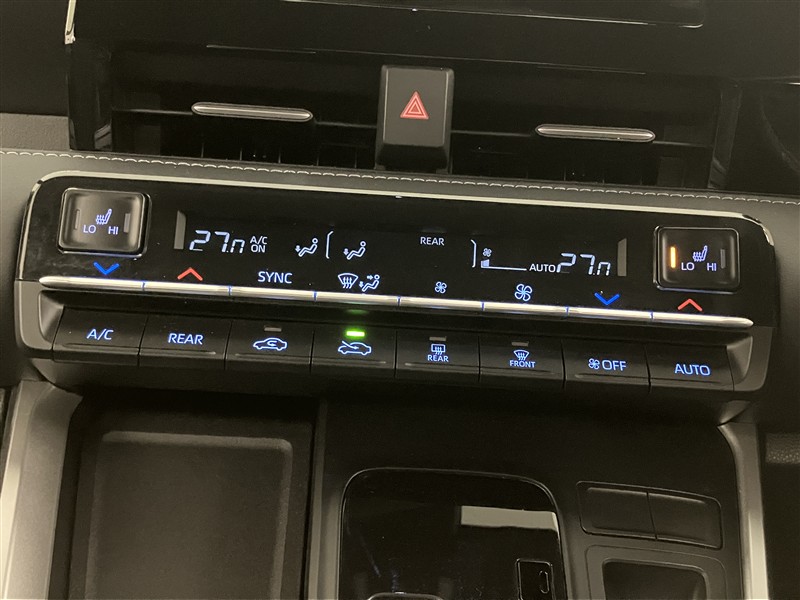 LO HI
27.0 A/C ON
REAR
AUTO 27.0
LO HI
SYNC
A/C
REAR
REAR
FRONT
OFF
AUTO